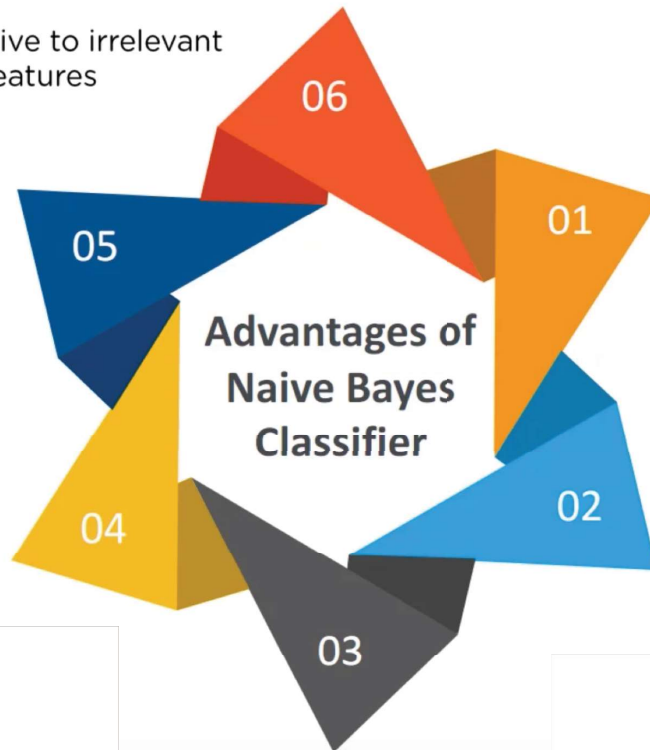 ive to irrelevant
eatures
06
01
05
Advantages of
Naive Bayes
Classifier
02
04
03